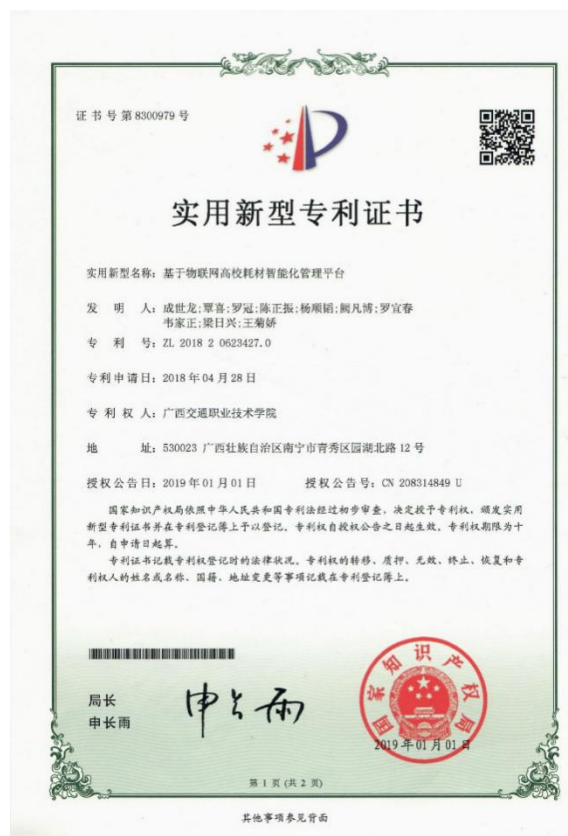 证书号第8300979号
实用新型专利证书
实用新型名称：基于物联网高校耗材智能化管理平台
发 明 人：成世龙;覃喜;罗冠;陈正振;杨顺韬;阙凡博;罗宜春
韦家正;梁日兴;王菊娇
专 利 号：ZL 2018 2 0623427.0
专利申请日：2018年04月28日
专 利 权 人：广西交通职业技术学院
地 址：530023 广西壮族自治区南宁市青秀区园湖北路12号
授权公告日：2019年01月01日 授权公告号：CN 208314849 U
国家知识产权局依照中华人民共和国专利法经过初步审查，决定授予专利权，颁发实用
新型专利证书并在专利登记簿上予以登记，专利权自授权公告之日起生效，专利权期限为十
年，自申请日起算。
专利证书记载专利权登记时的法律状况。专利权的转移、质押、无效、终止、恢复和专
利权人的姓名或名称、国籍、地址变更等事项记载在专利登记簿上。
局长
申长雨
申长雨
国家知识产权局
2019年01月01日
第 1 页 (共 2 页)
其他事项参见背面